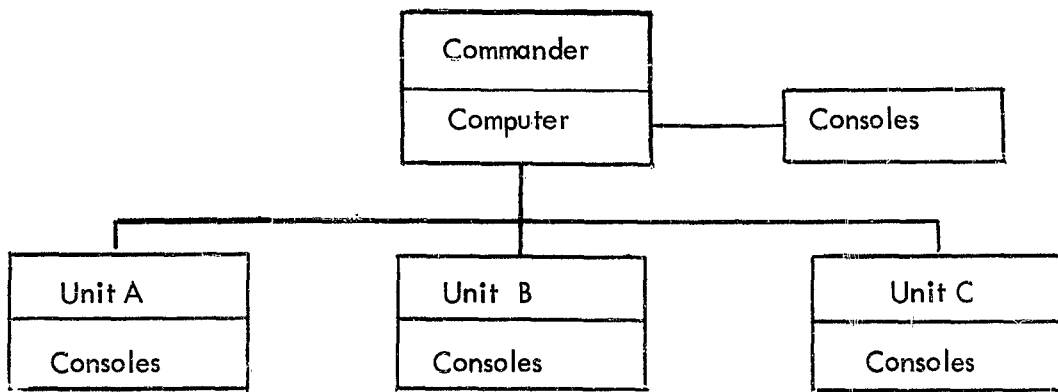 Commander
Computer
Consoles
Unit A
Consoles
Unit B
Consoles
Unit C
Consoles